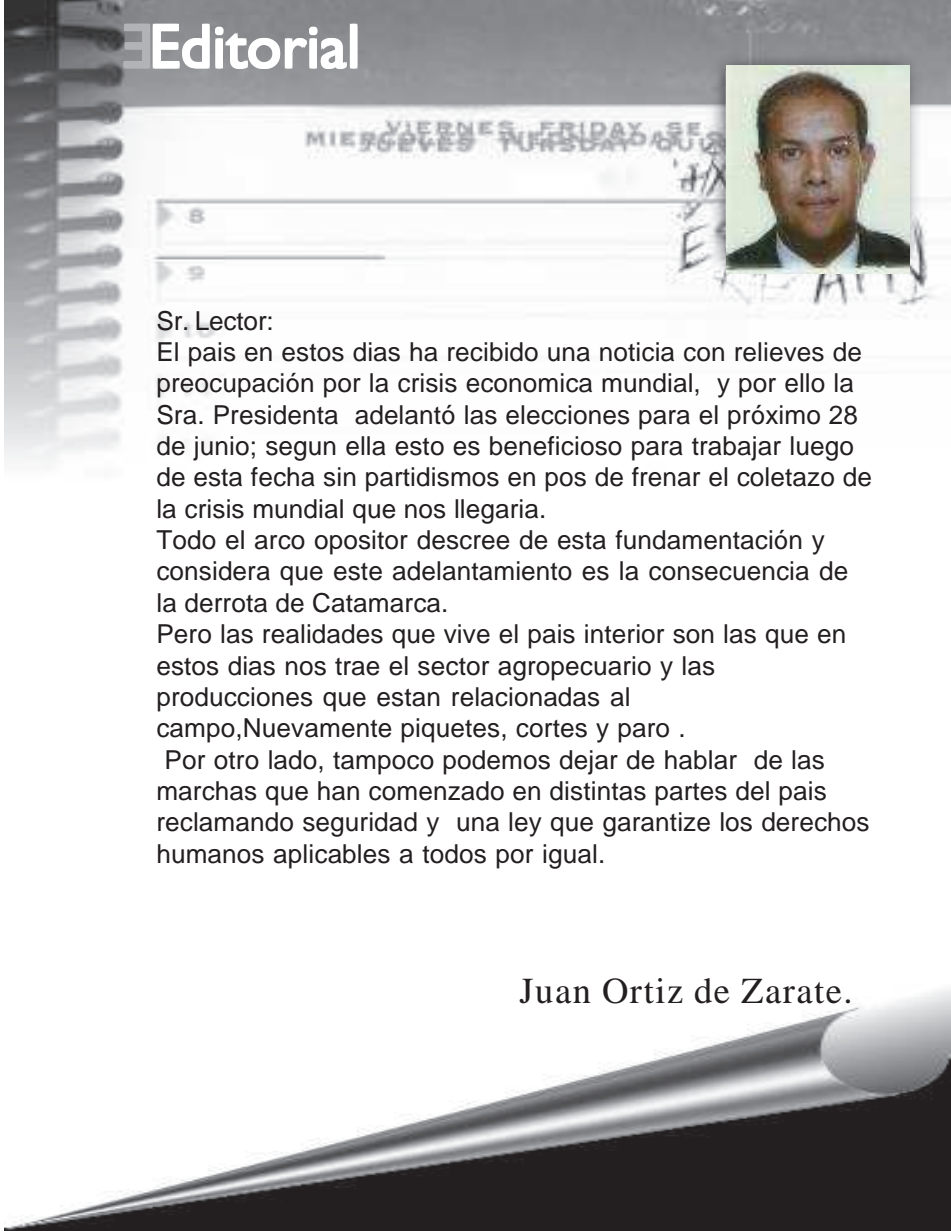 Editorial
8
9
10
Sr. Lector:
El pais en estos dias ha recibido una noticia con relieves de
preocupación por la crisis economica mundial,  y por ello la
Sra. Presidenta  adelantó las elecciones para el próximo 28
de junio; segun ella esto es beneficioso para trabajar luego
de esta fecha sin partidismos en pos de frenar el coletazo de
la crisis mundial que nos llegaria.
Todo el arco opositor descree de esta fundamentación y
considera que este adelantamiento es la consecuencia de
la derrota de Catamarca.
Pero las realidades que vive el pais interior son las que en
estos dias nos trae el sector agropecuario y las
producciones que estan relacionadas al
campo,Nuevamente piquetes, cortes y paro .
Por otro lado, tampoco podemos dejar de hablar  de las
marchas que han comenzado en distintas partes del pais
reclamando seguridad y  una ley que garantize los derechos
humanos aplicables a todos por igual.
Juan Ortiz de Zarate.